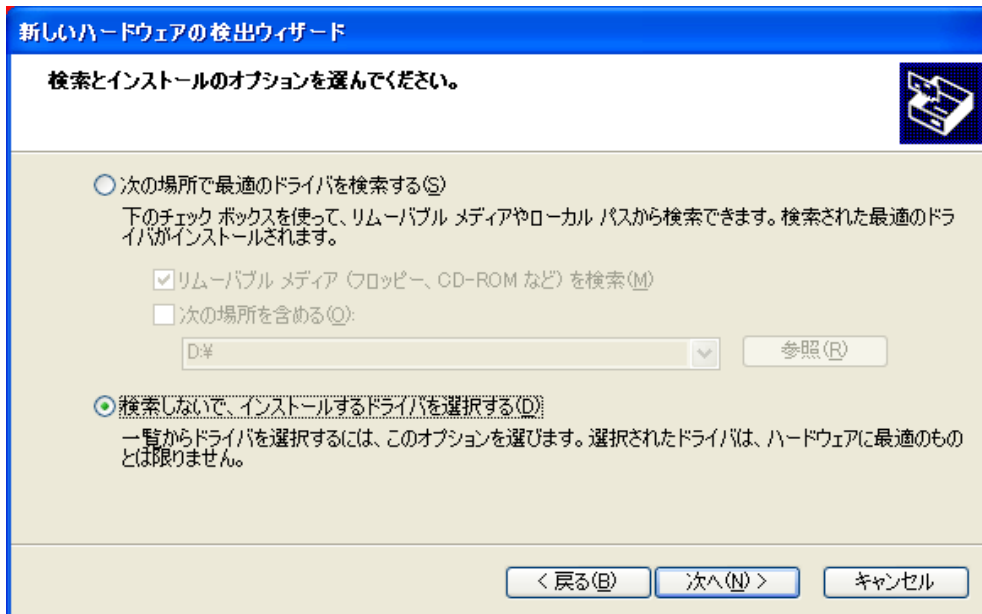 新しいハードウェアの検出ウィザード
検索とインストールのオプションを選んでください。
次の場所で最適のドライバを検索する(S)
下のチェック ボックスを使って、リムーバブル メディアやローカル パスから検索できます。検索された最適のドラ
イバがインストールされます。
リムーバブル メディア (フロッピー、CD-ROM など) を検索(M)
次の場所を含める(O):
D:¥
参照(R)
検索しないで、インストールするドライバを選択する(D)
一覧からドライバを選択するには、このオプションを選びます。選択されたドライバは、ハードウェアに最適のもの
とは限りません。
< 戻る(B)
次へ(N) >
キャンセル